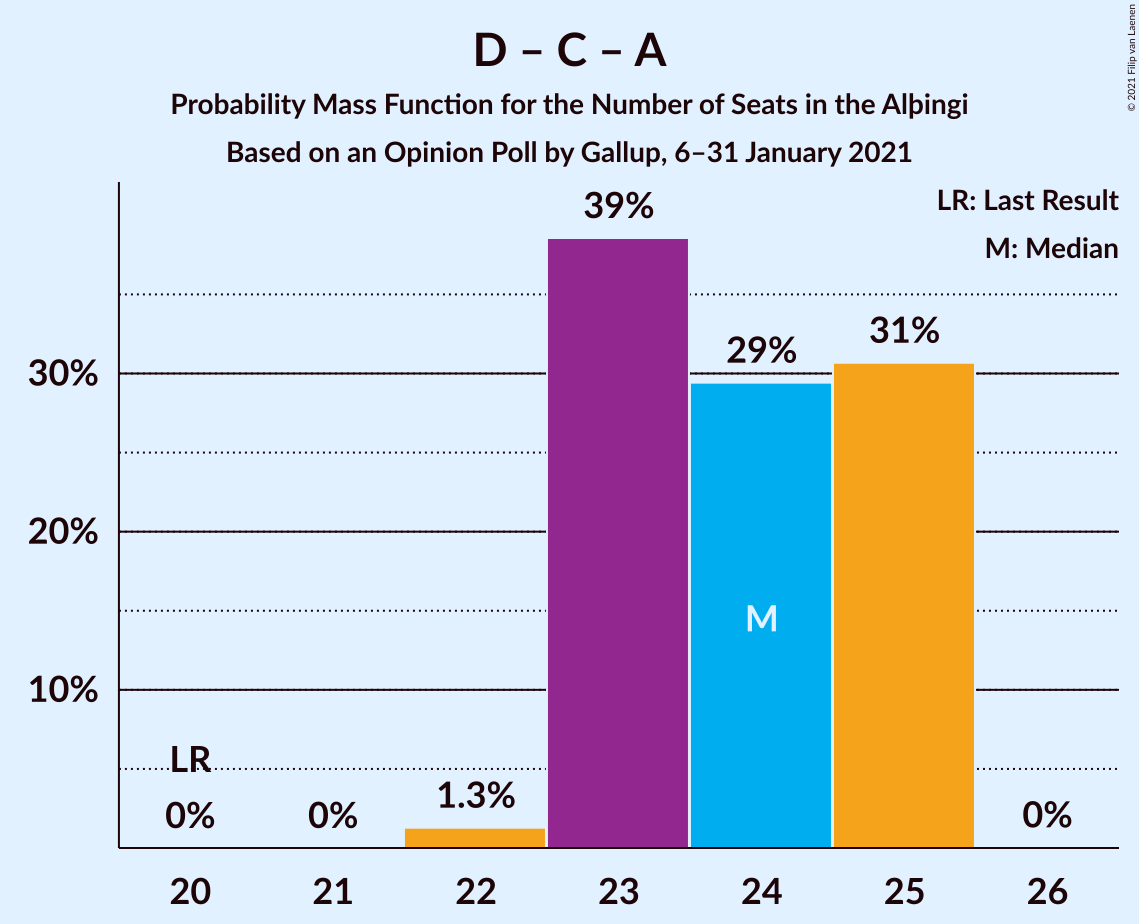 D – C – A
Probability Mass Function for the Number of Seats in the Alþingi
Based on an Opinion Poll by Gallup, 6–31 January 2021
© 2021 Filip van Laenen
LR: Last Result
M: Median
39%
31%
29%
30%
20%
M
10%
LR
1.3%
0%
0%
0%
20
21
22
23
24
25
26